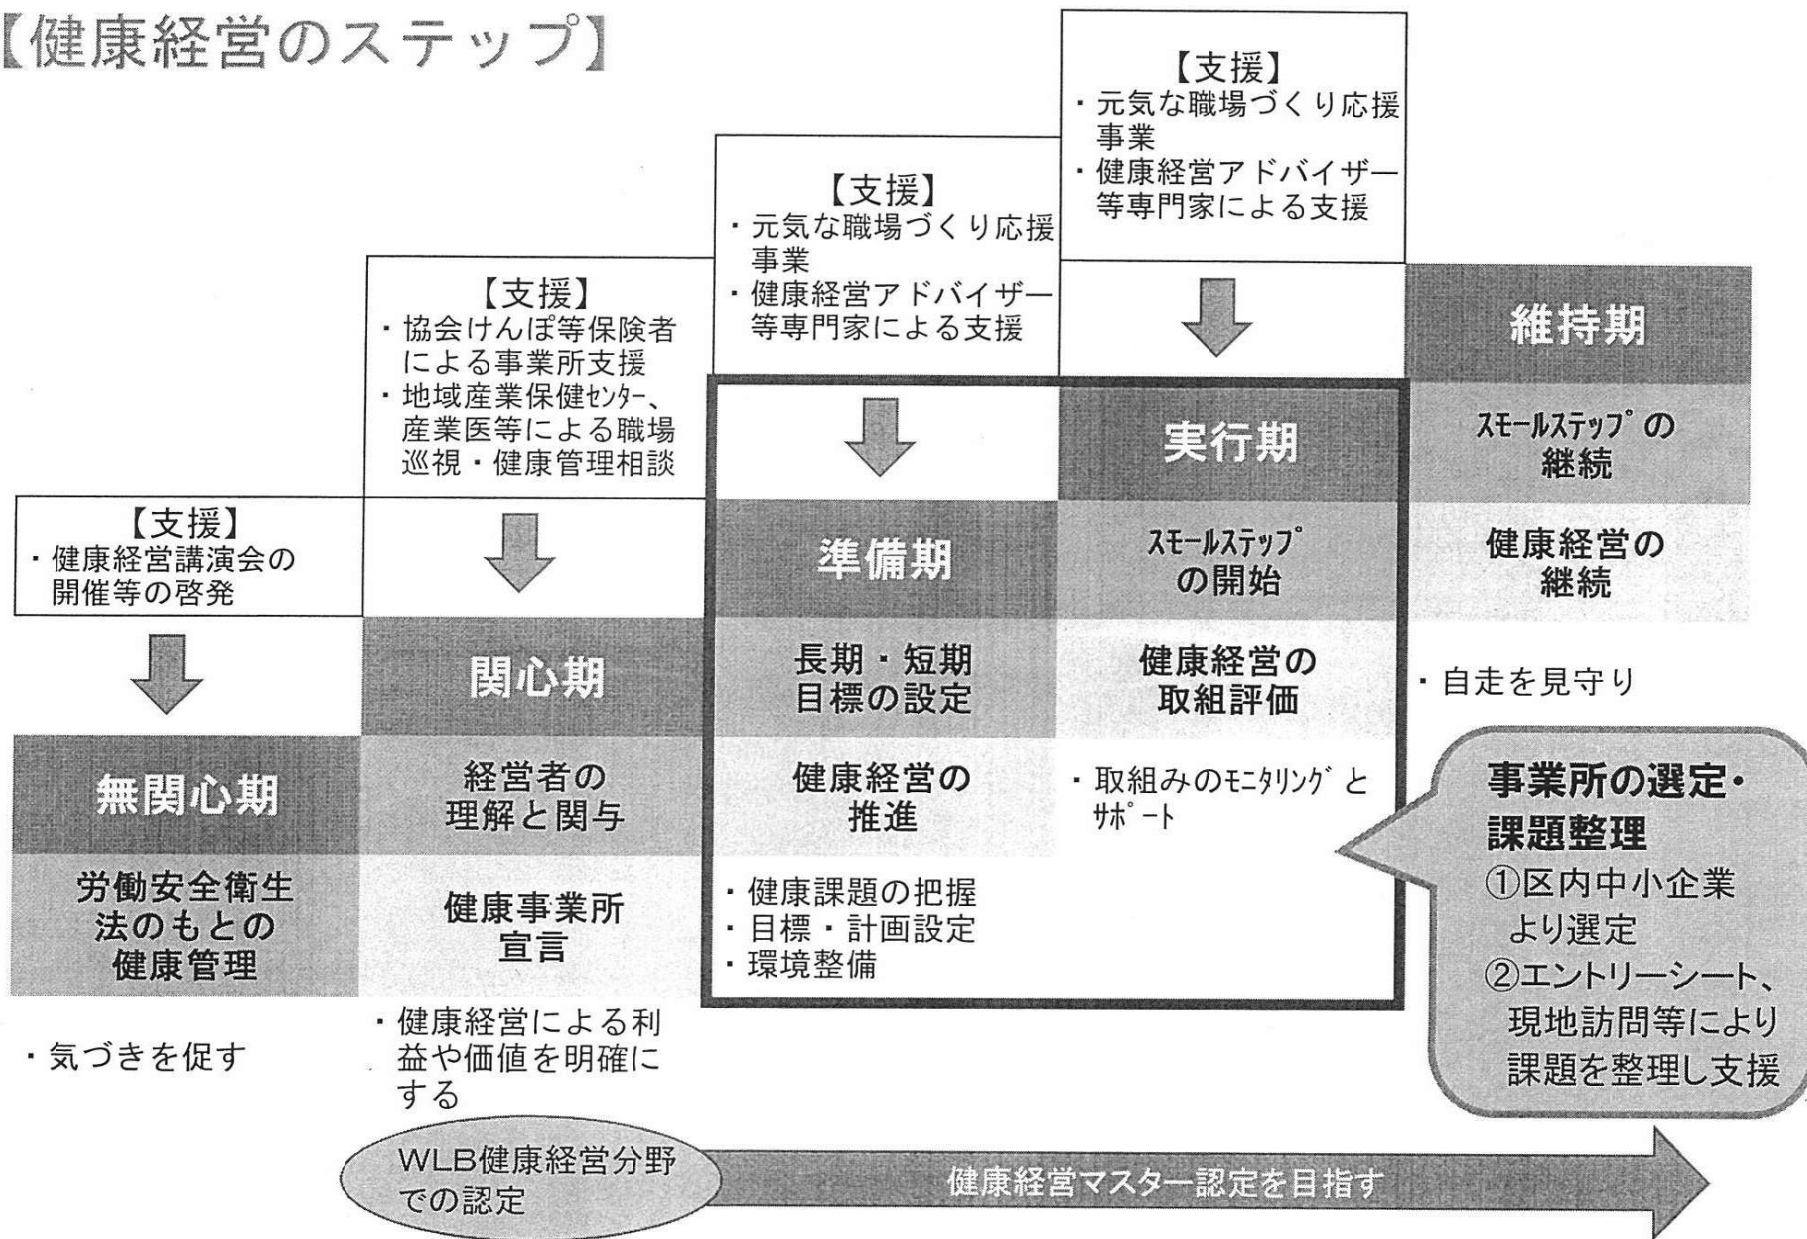 【健康経営のステップ】
【支援】
・健康経営講演会の
開催等の啓発
無関心期
労働安全衛生
法のもとの
健康管理
・気づきを促す
【支援】
・協会けんぽ等保険者
による事業所支援
・地域産業保健ｾﾝﾀｰ、
産業医等による職場
巡視・健康管理相談
関心期
経営者の
理解と関与
健康事業所
宣言
・健康経営による利
益や価値を明確に
する
【支援】
・元気な職場づくり応援
事業
・健康経営アドバイザー
等専門家による支援
準備期
長期・短期
目標の設定
健康経営の
推進
・健康課題の把握
・目標・計画設定
・環境整備
【支援】
・元気な職場づくり応援
事業
・健康経営アドバイザー
等専門家による支援
実行期
ｽﾓｰﾙｽﾃｯﾌﾟ
の開始
健康経営の
取組評価
・取組みのﾓﾆﾀﾘﾝｸﾞと
ｻﾎﾟｰﾄ
維持期
ｽﾓｰﾙｽﾃｯﾌﾟの
継続
健康経営の
継続
・自走を見守り
事業所の選定・
課題整理
①区内中小企業
より選定
②エントリーシート、
現地訪問等により
課題を整理し支援
WLB健康経営分野
での認定
健康経営マスター認定を目指す